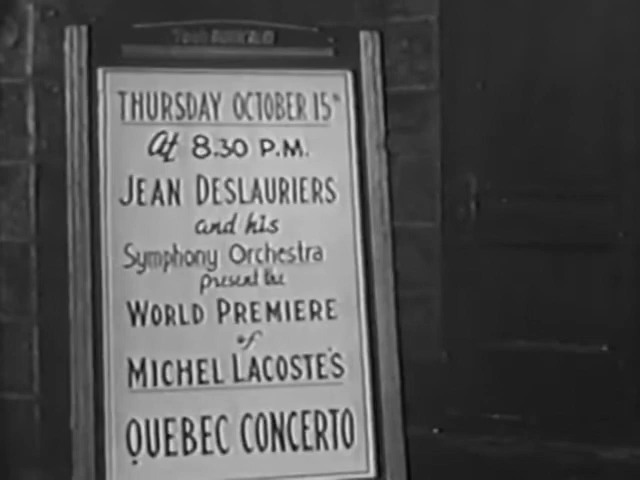 THURSDAY OCTOBER 15TH
At 8.30 P.M.
JEAN DESLAURIERS
and his
Symphony Orchestra
present the
WORLD PREMIERE
of
MICHEL LACOSTE'S
QUEBEC CONCERTO